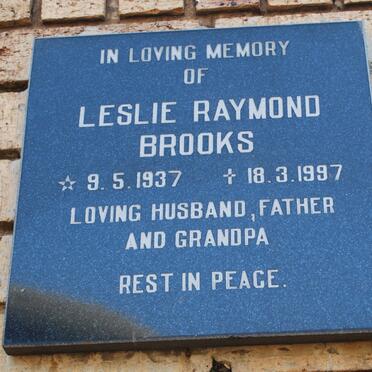 IN LOVING MEMORY
OF
LESLIE RAYMOND
BROOKS
☆ 9.5.1937 ✝ 18.3.1997
LOVING HUSBAND, FATHER
AND GRANDPA
REST IN PEACE.